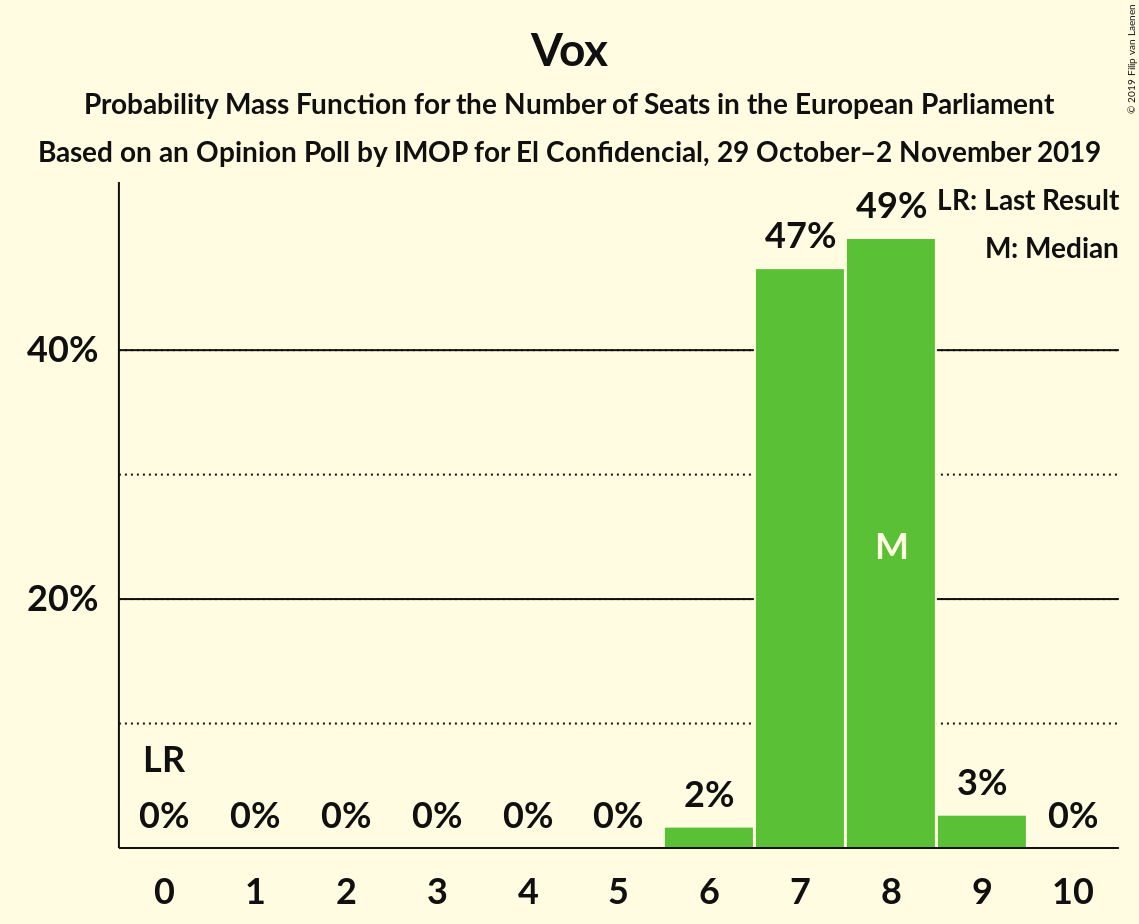 Vox
Probability Mass Function for the Number of Seats in the European Parliament
Based on an Opinion Poll by IMOP for El Confidencial, 29 October–2 November 2019
© 2019 Filip van Laenen
LR: Last Result
M: Median
40%
20%
LR
0%
0%
0%
0%
0%
0%
2%
47%
49%
M
3%
0%
0 1 2 3 4 5 6 7 8 9 10